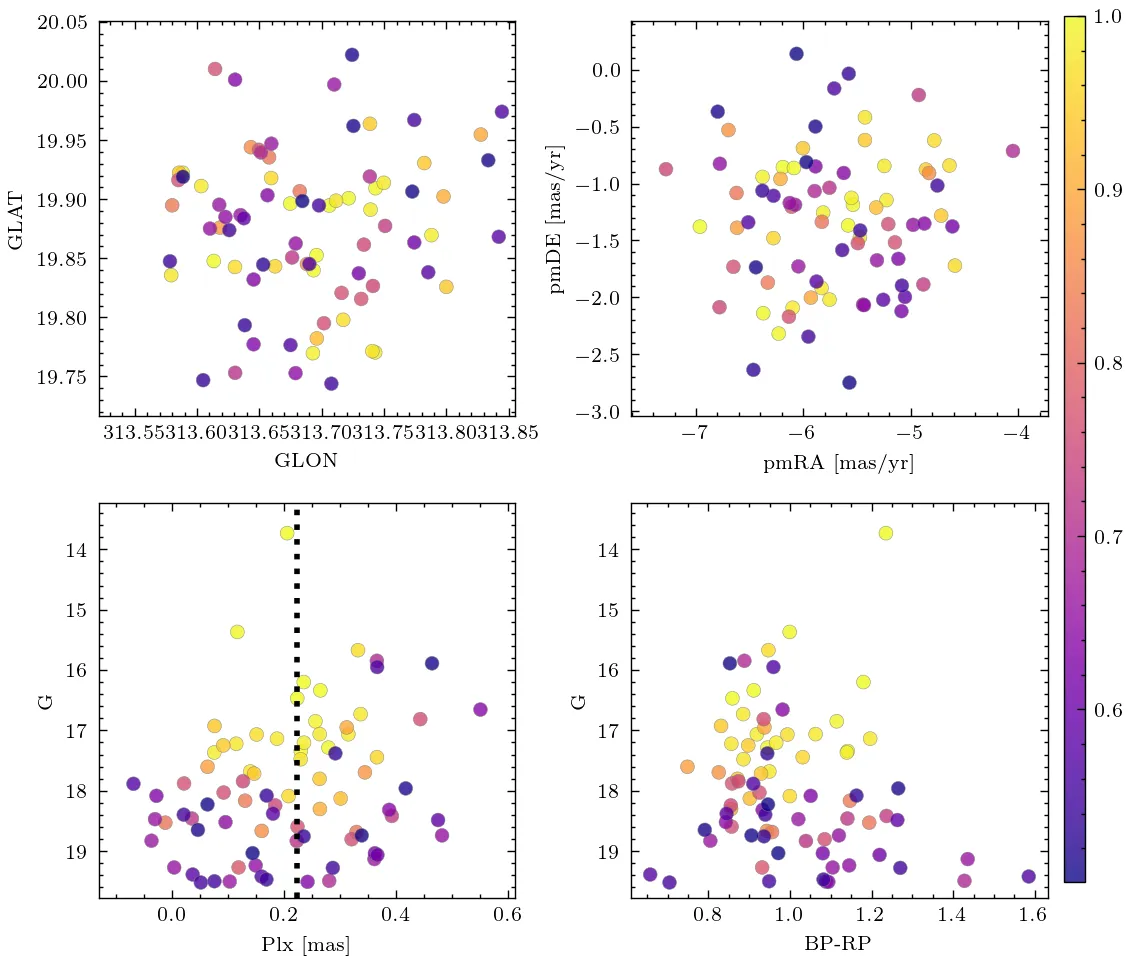 20.05
20.00
19.95
19.90
19.85
19.80
19.75
GLAT
313.55 313.60 313.65 313.70 313.75 313.80 313.85
GLON
0.0
−0.5
−1.0
−1.5
−2.0
−2.5
−3.0
pmDE [mas/yr]
−7 −6 −5 −4
pmRA [mas/yr]
1.0
0.9
0.8
0.7
0.6
14
15
16
17
18
19
G
0.0 0.2 0.4 0.6
Plx [mas]
14
15
16
17
18
19
G
0.8 1.0 1.2 1.4 1.6
BP-RP